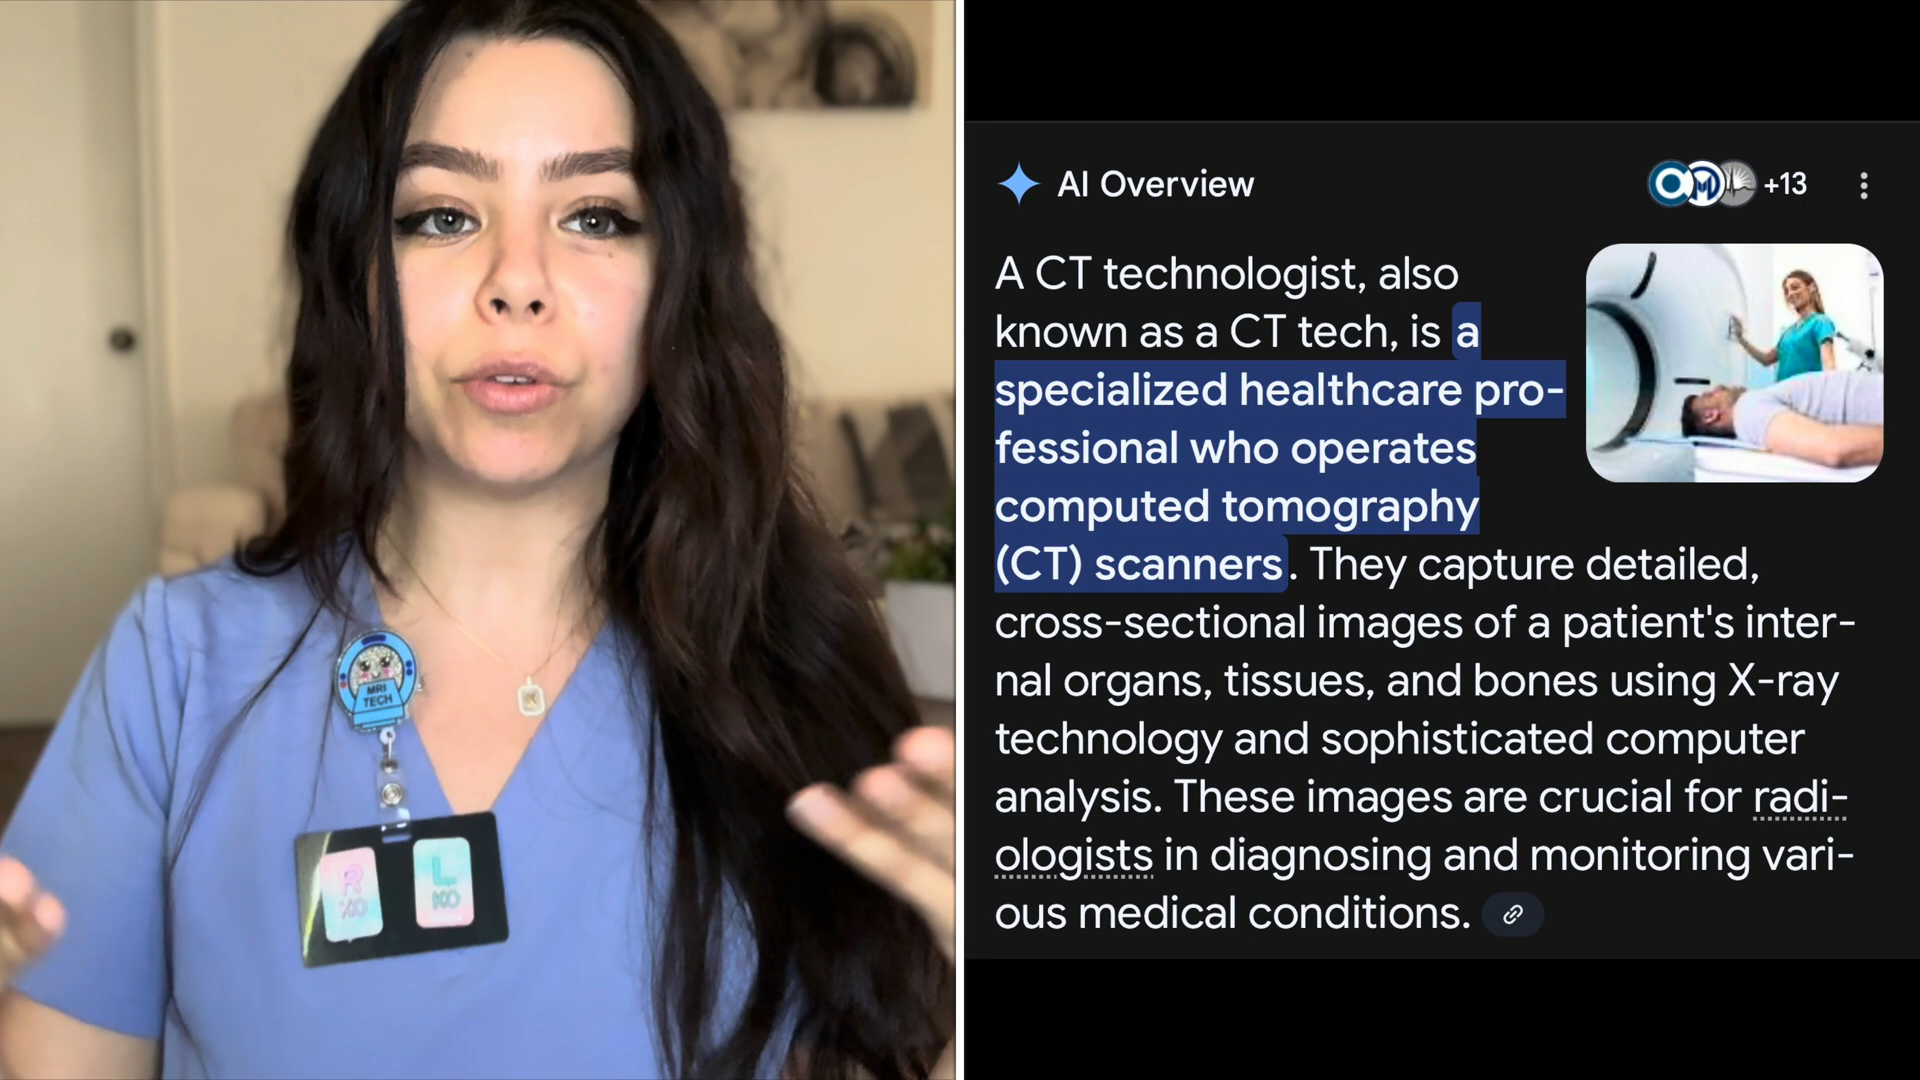 MRI
TECH
R
KO
L
KO
AI Overview
+13
A CT technologist, also
known as a CT tech, is a
specialized healthcare pro-
fessional who operates
computed tomography
(CT) scanners. They capture detailed,
cross-sectional images of a patient's inter-
nal organs, tissues, and bones using X-ray
technology and sophisticated computer
analysis. These images are crucial for radi-
ologists in diagnosing and monitoring vari-
ous medical conditions.